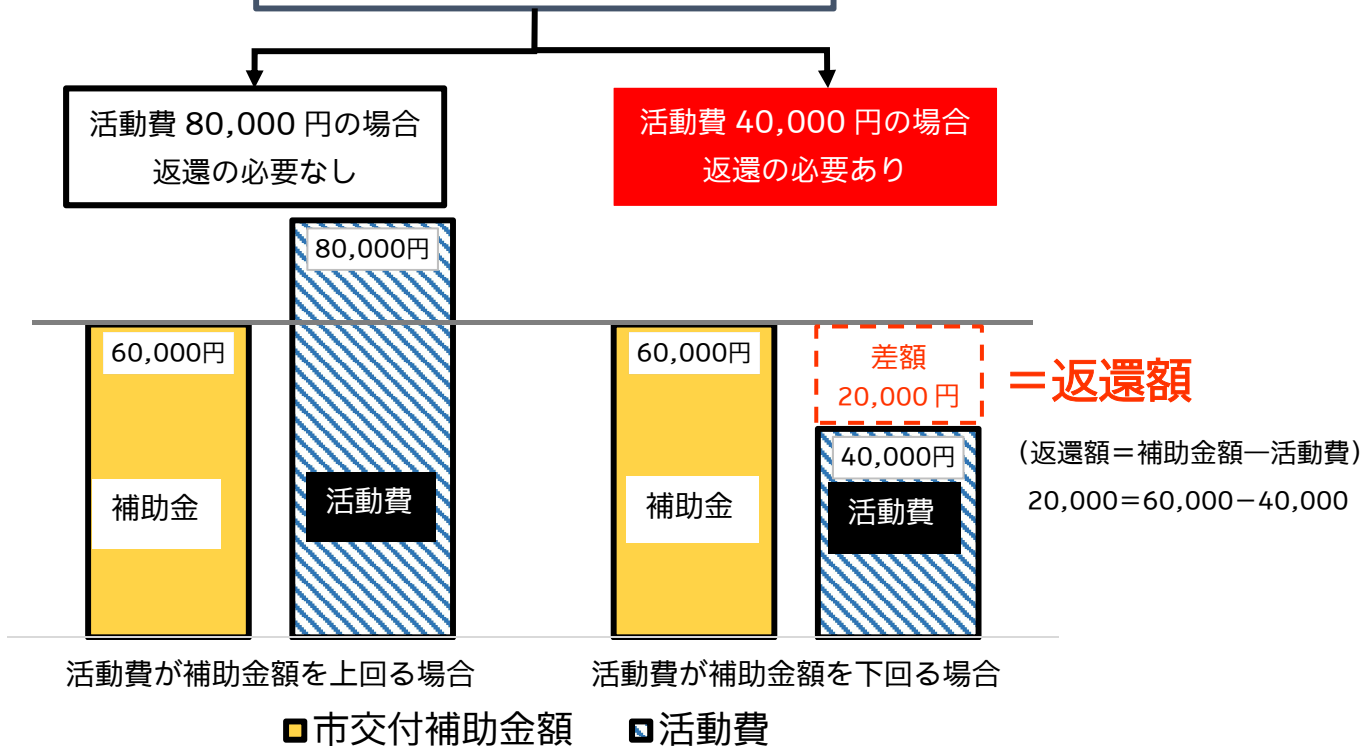 活動費 80,000 円の場合
返還の必要なし
活動費 40,000 円の場合
返還の必要あり
80,000円
60,000円
補助金
活動費
60,000円
補助金
差額
20,000 円
40,000円
活動費
＝返還額
(返還額＝補助金額―活動費)
20,000＝60,000－40,000
活動費が補助金額を上回る場合
活動費が補助金額を下回る場合
市交付補助金額
活動費